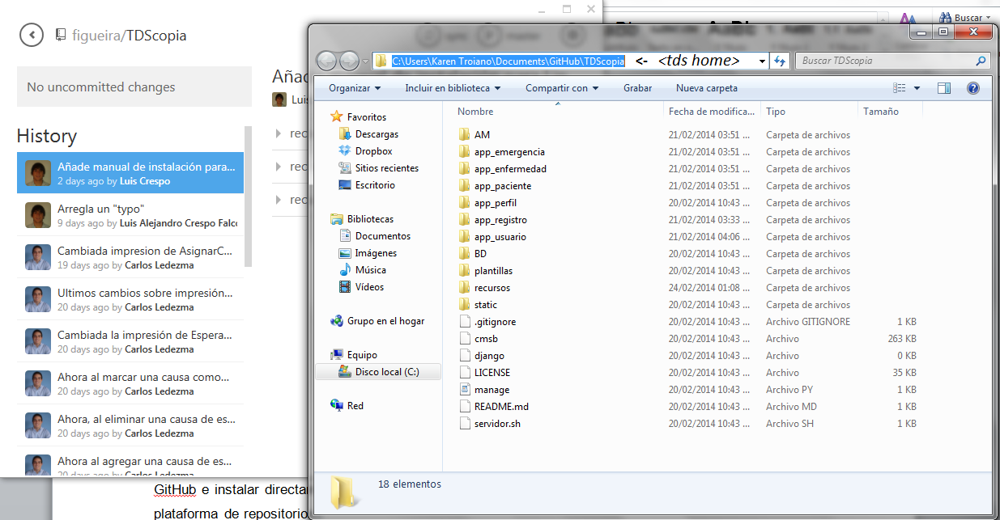 figueira/TDScopia
No uncommitted changes
History
Añade manual de instalación para...
2 days ago by Luis Crespo
Arregla un "typo"
9 days ago by Luis Alejandro Crespo Falco
Cambiada impresion de AsignarC...
19 days ago by Carlos Ledezma
Ultimos cambios sobre impresión...
20 days ago by Carlos Ledezma
Cambiada la impresión de Espera...
20 days ago by Carlos Ledezma
Ahora al marcar una causa como...
20 days ago by Carlos Ledezma
Ahora, al eliminar una causa de es...
20 days ago by Carlos Ledezma
Ahora al agregar una causa de es...
20 days ago by Carlos Ledezma
Añad
Luis
rec
rec
rec
Buscar
C:\Users\Karen Troiano\Documents\GitHub\TDScopia <- <tds home>
Buscar TDScopia
Organizar Incluir en biblioteca Compartir con Grabar Nueva carpeta
Favoritos
Descargas
Dropbox
Sitios recientes
Escritorio
Bibliotecas
Documentos
Imágenes
Música
Vídeos
Grupo en el hogar
Equipo
Disco local (C:)
Red
Nombre Fecha de modifica... Tipo Tamaño
AM 21/02/2014 03:51 ... Carpeta de archivos
app_emergencia 21/02/2014 03:51 ... Carpeta de archivos
app_enfermedad 21/02/2014 03:51 ... Carpeta de archivos
app_paciente 21/02/2014 03:51 ... Carpeta de archivos
app_perfil 20/02/2014 10:43 ... Carpeta de archivos
app_registro 21/02/2014 03:33 ... Carpeta de archivos
app_usuario 21/02/2014 04:06 ... Carpeta de archivos
BD 20/02/2014 10:43 ... Carpeta de archivos
plantillas 20/02/2014 10:43 ... Carpeta de archivos
recursos 24/02/2014 01:08 ... Carpeta de archivos
static 20/02/2014 10:43 ... Carpeta de archivos
.gitignore 20/02/2014 10:43 ... Archivo GITIGNORE 1 KB
cmsb 20/02/2014 10:43 ... Archivo 263 KB
django 20/02/2014 10:43 ... Archivo 0 KB
LICENSE 20/02/2014 10:43 ... Archivo 35 KB
manage 20/02/2014 10:43 ... Archivo PY 1 KB
README.md 20/02/2014 10:43 ... Archivo MD 1 KB
servidor.sh 20/02/2014 10:43 ... Archivo SH 1 KB
18 elementos
GitHub e instalar directa
plataforma de repositorio